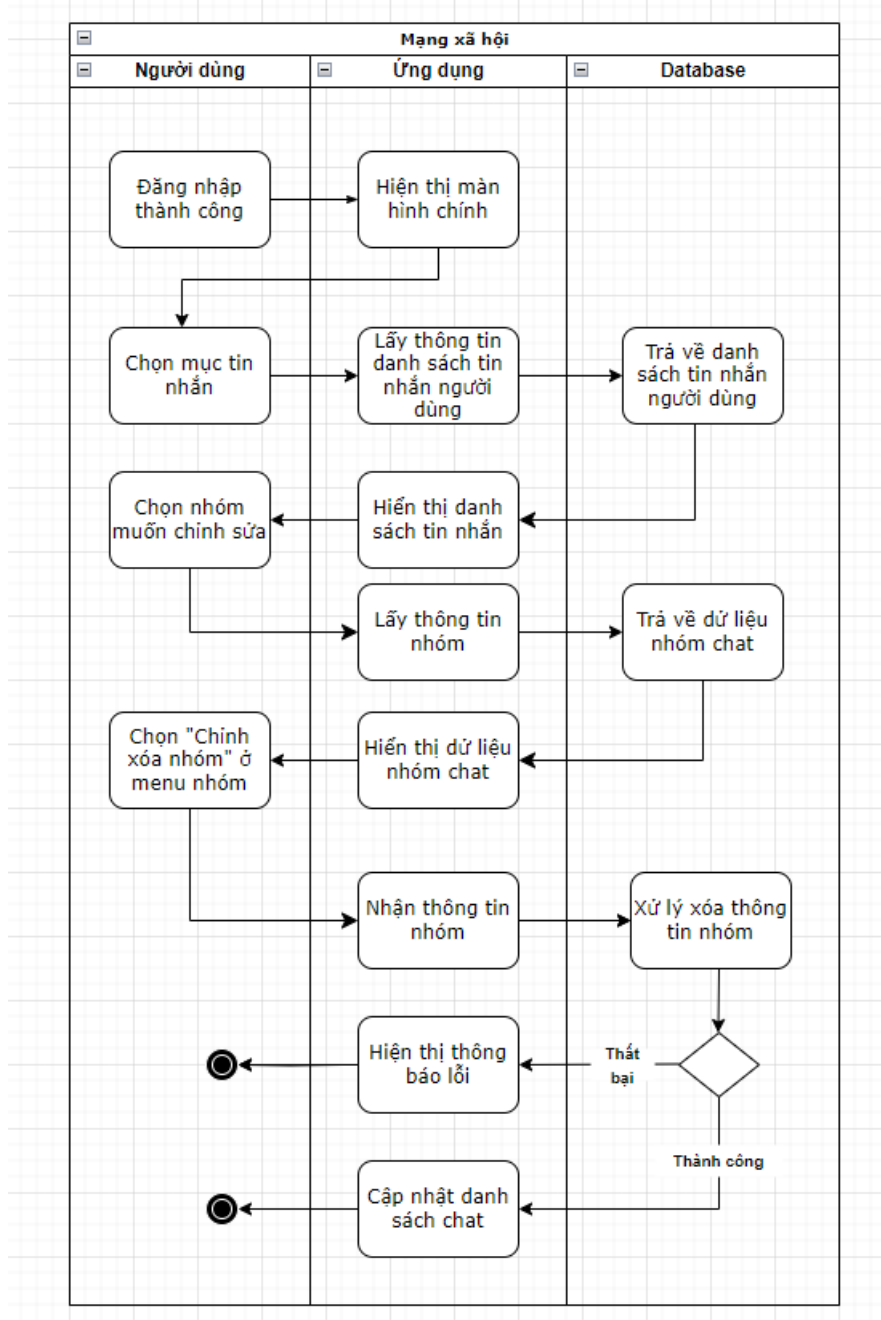 Mạng xã hội
Người dùng
Ứng dụng
Database
Đăng nhập
thành công
Hiện thị màn
hình chính
Chọn mục tin
nhắn
Lấy thông tin
danh sách tin
nhắn người
dùng
Trả về danh
sách tin nhắn
người dùng
Hiển thị danh
sách tin nhắn
Chọn nhóm
muốn chỉnh sửa
Lấy thông tin
nhóm
Trả về dữ liệu
nhóm chat
Hiển thị dữ liệu
nhóm chat
Chọn "Chỉnh
xóa nhóm" ở
menu nhóm
Nhận thông tin
nhóm
Xử lý xóa thông
tin nhóm
Thất
bại
Hiện thị thông
báo lỗi
Thành công
Cập nhật danh
sách chat